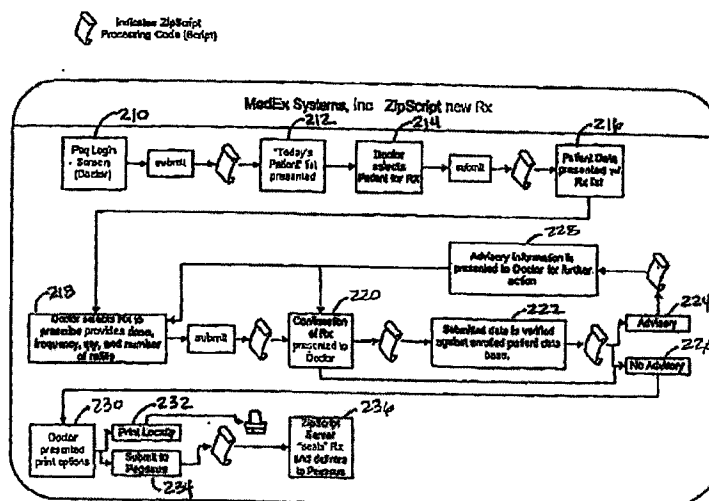 Indicates ZipScript
Processing Code (Script)
MedEx Systems, Inc ZipScript new Rx
210
212
214
216
Login
Screen
(Doctor)
submit
"Today's
Patient" list
presented
Doctor
selects
Patient for RX
submit
Patient Data
presented w/
Rx list
228
Advisory information is
presented to Doctor for further
action
218
Doctor selects to
prescribe provides dose,
frequency, qty, and number
of refills
submit
220
Confirmation
of Rx
presented to
Doctor
222
Submitted data is verified
against enrolled patient data
base.
224
Advisory
226
No Advisory
230
Doctor
presented
print options
232
Print Locally
Submit to
Pegasus
234
236
ZipScript
Server
"seals" Rx
and delivers
to Pegasus